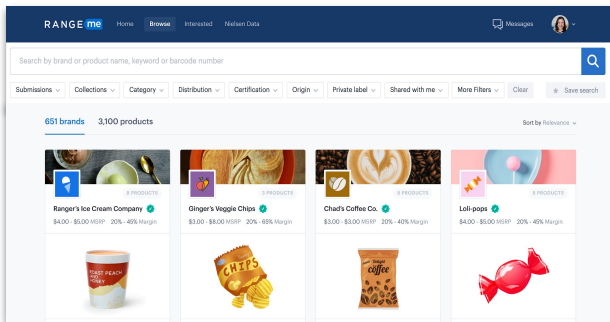 RANGE me Home Browse Interested Nielsen Data Messages
Search by brand or product name, keyword or barcode number
Submissions Collections Category Distribution Certification Origin Private label Shared with me More Filters Clear Save search
651 brands 3,100 products Sort by Relevance
8 PRODUCTS
Ranger's Ice Cream Company
$4.00 - $5.00 MSRP 20% - 45% Margin
ROAST PEACH
AND
HONEY
PRODUCTS
Ginger's Veggie Chips
$3.00 - $8.00 MSRP 20% - 65% Margin
CHIPS
8 PRODUCTS
Chad's Coffee Co.
$3.00 - $3.00 MSRP 20% - 40% Margin
Delight
coffee
8 PRODUCTS
Loli-pops
$4.00 - $5.00 MSRP 20% - 45% Margin